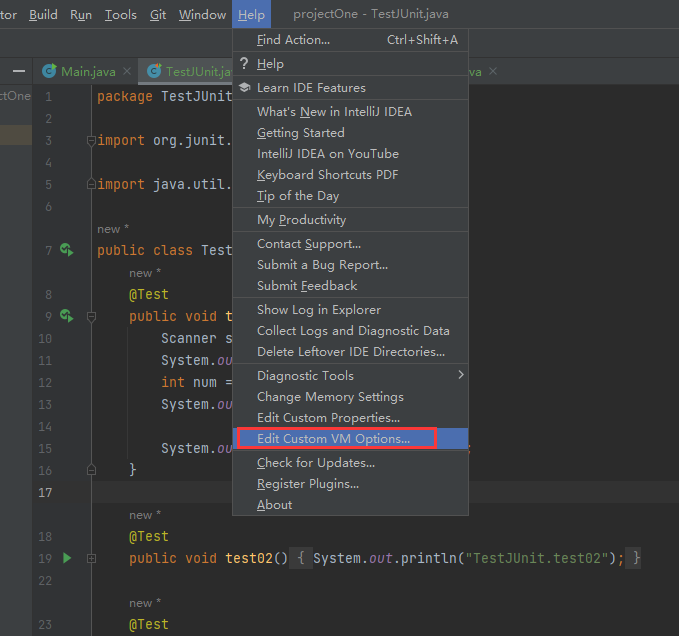 tor Build Run Tools Git Window Help projectOne - TestJUnit.java
Find Action... Ctrl+Shift+A
? Help
Learn IDE Features
What's New in IntelliJ IDEA
Getting Started
IntelliJ IDEA on YouTube
Keyboard Shortcuts PDF
Tip of the Day
My Productivity
Contact Support...
Submit a Bug Report...
Submit Feedback
Show Log in Explorer
Collect Logs and Diagnostic Data
Delete Leftover IDE Directories...
Diagnostic Tools
Change Memory Settings
Edit Custom Properties...
Edit Custom VM Options...
Check for Updates...
Register Plugins...
About
Main.java TestJUnit.jav va
ctOne
1 package TestJUnit
2
3 import org.junit.
4
5 import java.util.
6
new *
7 public class Test
new *
8 @Test
9 public void t
10 Scanner s
11 System.ou
12 int num =
13 System.ou
14
15 System.ou ;
16 }
17
new *
18 @Test
19 public void test02() { System.out.println("TestJUnit.test02"); }
22
new *
23 @Test